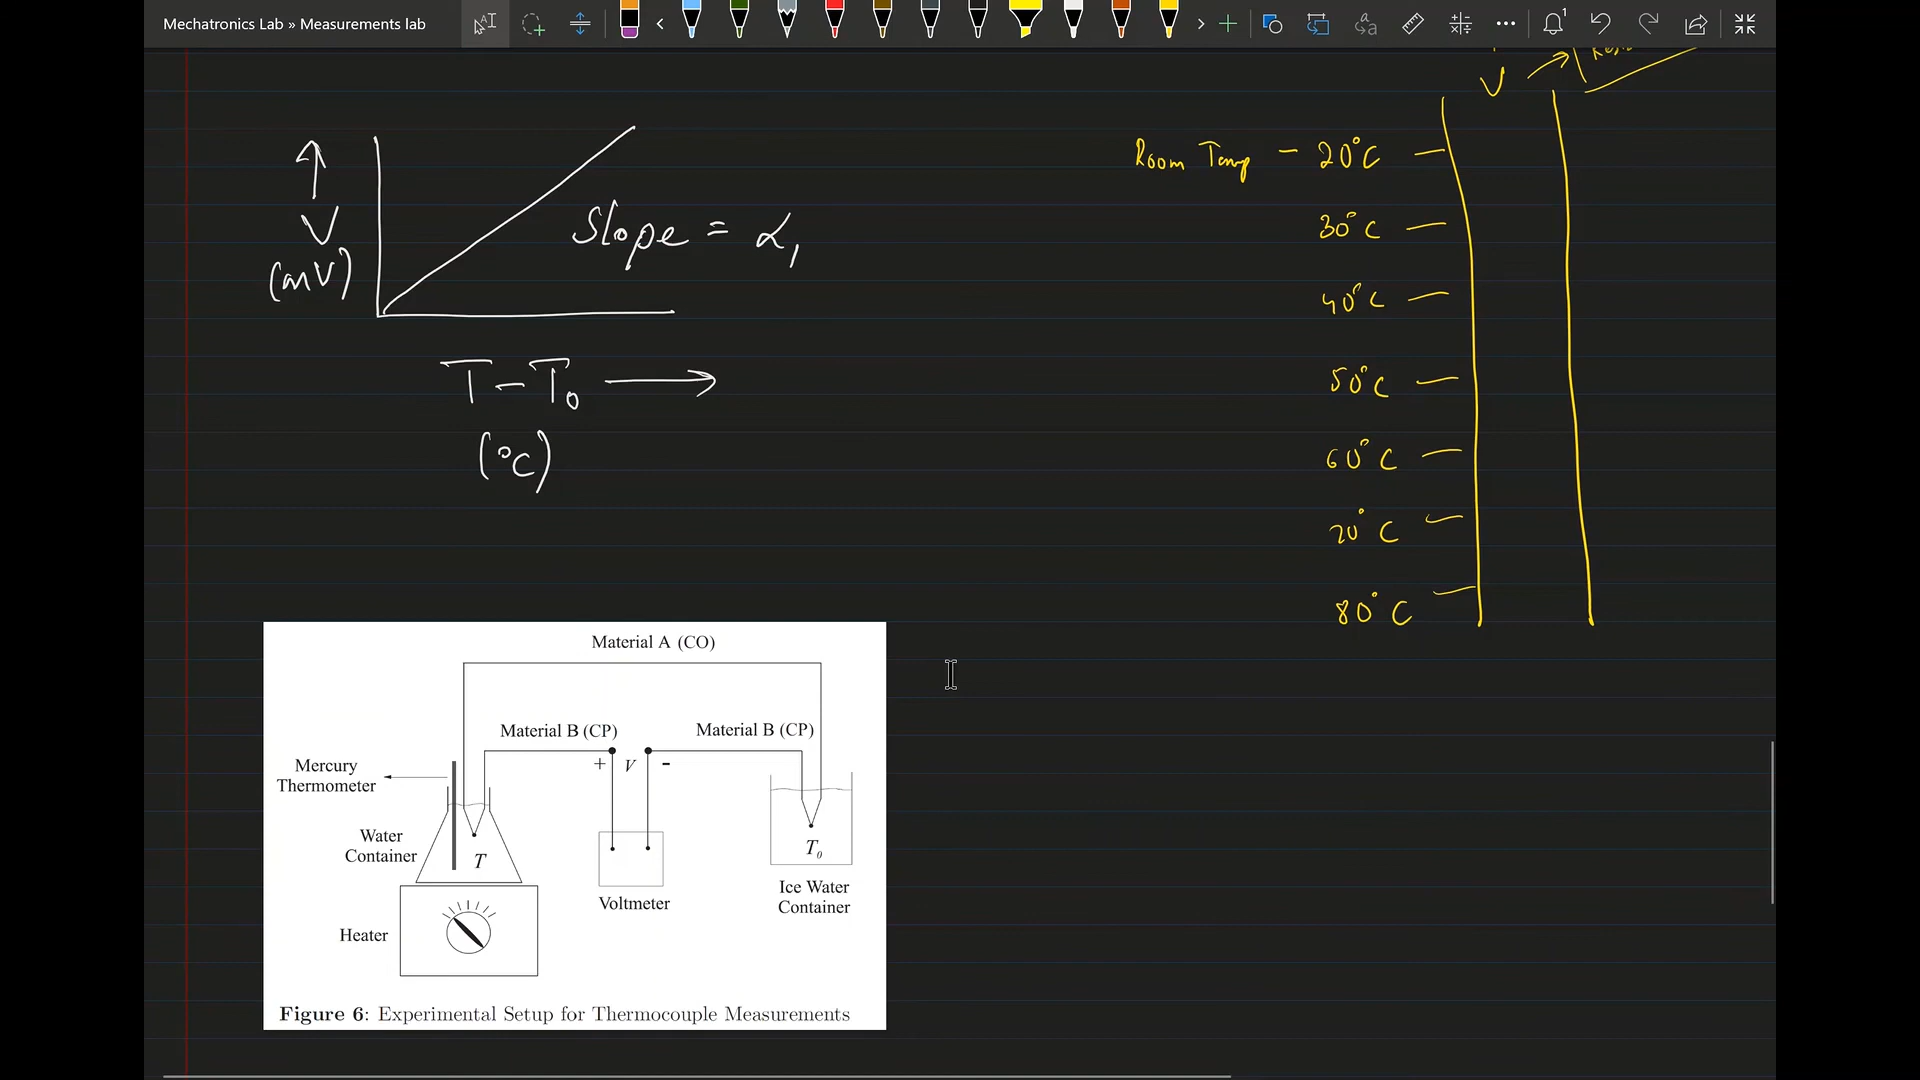 Mechatronics Lab » Measurements lab
V
V
(mV)
Slope = α₁
T - T₀
(°C)
Room Temp - 20°C
30°C
40°C
50°C
60°C
20°C
80°C
Material A (CO)
Material B (CP)
Material B (CP)
+ V -
Mercury
Thermometer
Water
Container
T
T₀
Voltmeter
Ice Water
Container
Heater
Figure 6: Experimental Setup for Thermocouple Measurements